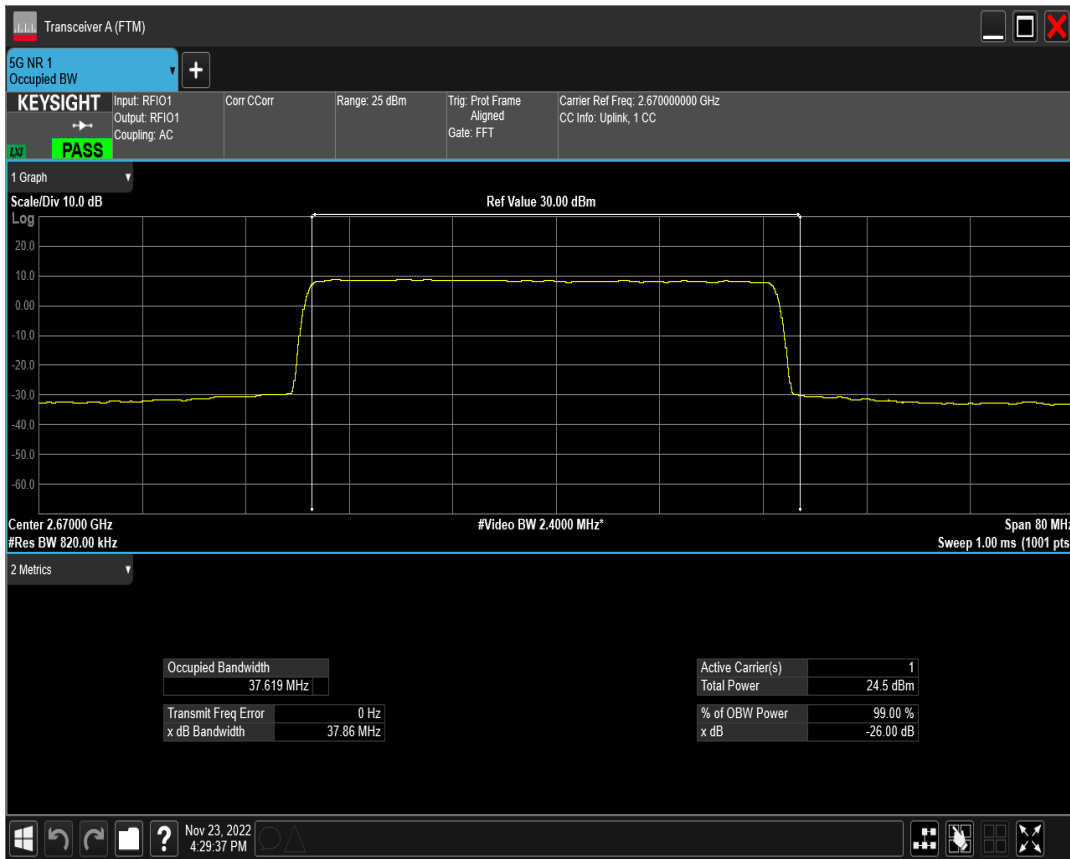 Transceiver A (FTM)
5G NR 1
Occupied BW
+
KEYSIGHT
LXI
PASS
Input: RFIO1
Output: RFIO1
Coupling: AC
Corr CCorr
Range: 25 dBm
Trig: Prot Frame
Aligned
Gate: FFT
Carrier Ref Freq: 2.670000000 GHz
CC Info: Uplink, 1 CC
1 Graph
Scale/Div 10.0 dB
Ref Value 30.00 dBm
Log
20.0
10.0
0.00
-10.0
-20.0
-30.0
-40.0
-50.0
-60.0
Center 2.67000 GHz
#Video BW 2.4000 MHz*
Span 80 MHz
#Res BW 820.00 kHz
Sweep 1.00 ms (1001 pts
2 Metrics
Occupied Bandwidth
37.619 MHz
Transmit Freq Error 0 Hz
x dB Bandwidth 37.86 MHz
Active Carrier(s) 1
Total Power 24.5 dBm
% of OBW Power 99.00 %
x dB -26.00 dB
?
Nov 23, 2022
4:29:37 PM